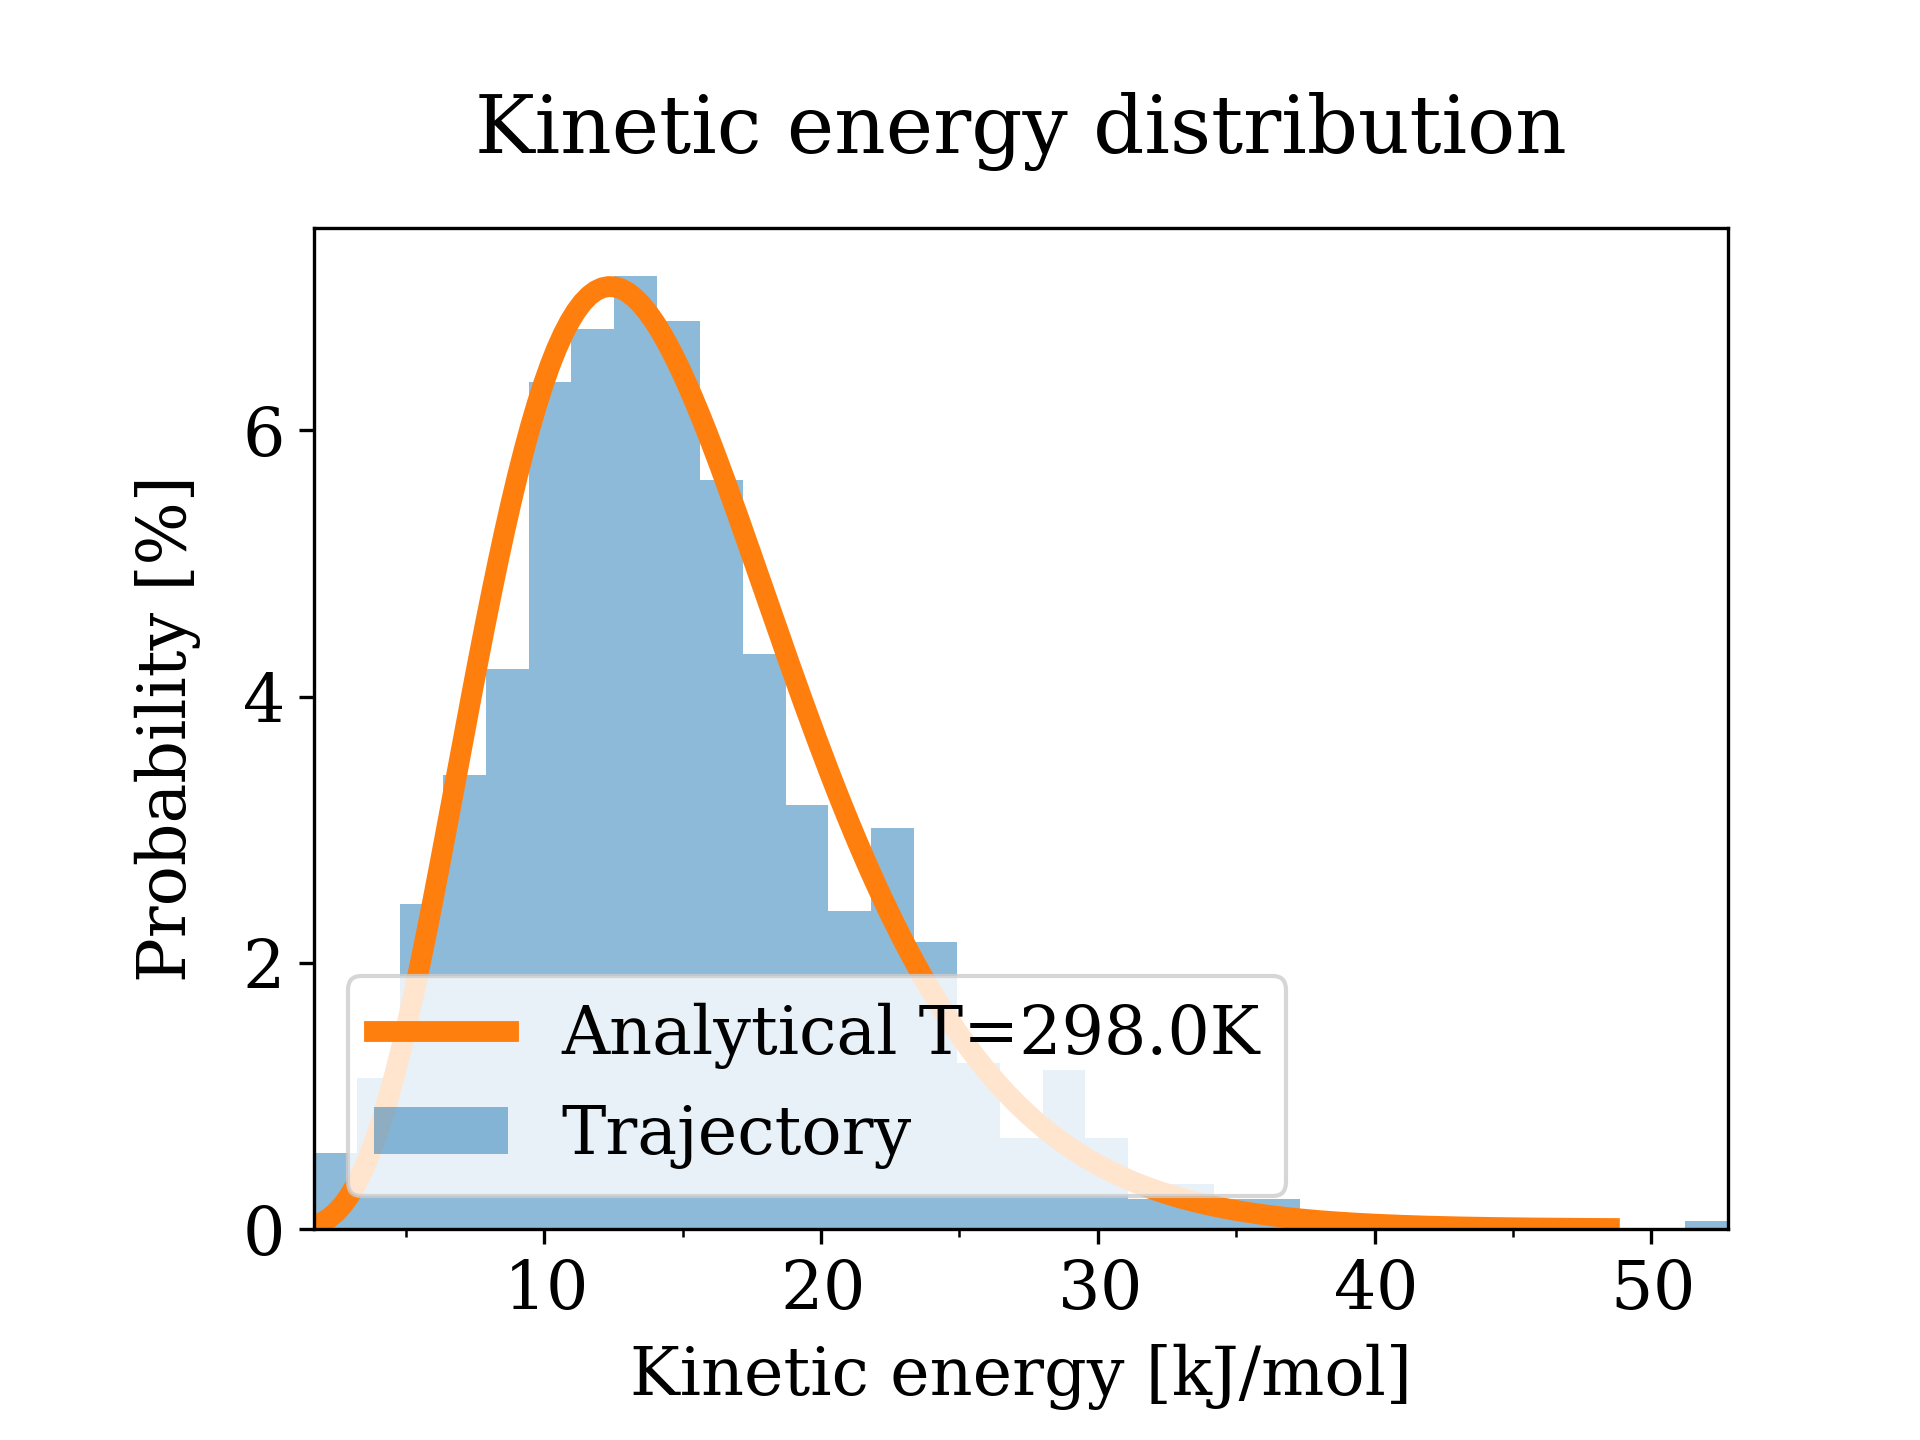 Kinetic energy distribution
Probability [%]
6
4
2
0
Analytical T=298.0K
Trajectory
10 20 30 40 50
Kinetic energy [kJ/mol]